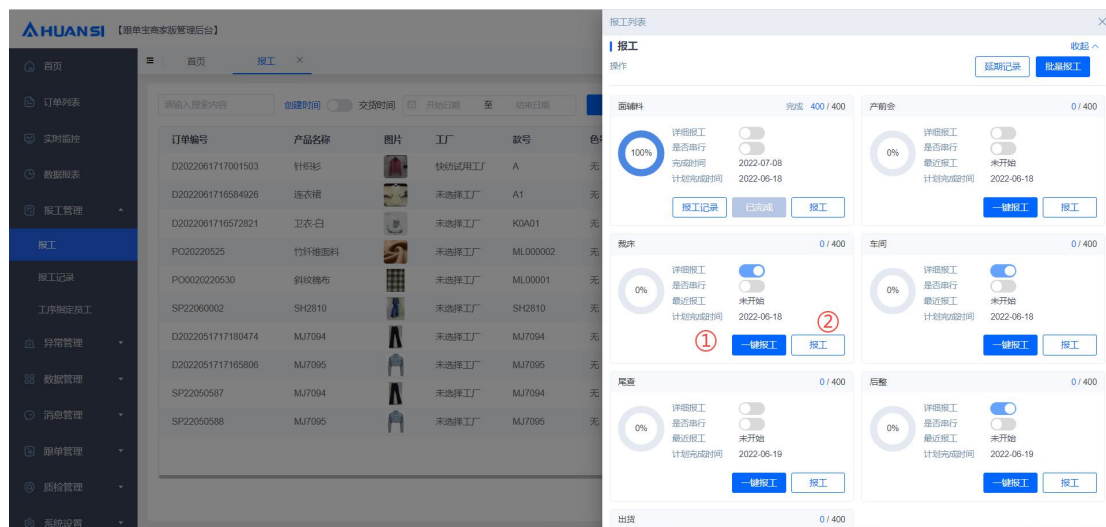 HUANSI 【跟单宝商家版管理后台】
首页
订单列表
实时监控
数据报表
报工管理
报工
报工记录
工序指定员工
异常管理
数据管理
消息管理
跟单管理
质检管理
系统设置
首页 报工 ×
请输入搜索内容 创建时间 交货时间 开始日期 至 结束日期
订单编号 产品名称 图片 工厂 款号 色号
D2022061717001503 针织衫 快纺试用工厂 A 无
D2022061716584926 连衣裙 未选择工厂 A1 无
D2022061716572821 卫衣-白 未选择工厂 K0A01 无
PO20220525 竹纤维面料 未选择工厂 ML000002 无
PO0020220530 斜纹棉布 未选择工厂 ML00001 无
SP22060002 SH2810 未选择工厂 SH2810 无
D2022051717180474 MJ7094 未选择工厂 MJ7094 无
D2022051717165806 MJ7095 未选择工厂 MJ7095 无
SP22050587 MJ7094 未选择工厂 MJ7094 无
SP22050588 MJ7095 未选择工厂 MJ7095 无
报工列表 ×
报工 收起
操作 延期记录 批量报工
面辅料 完成 400 / 400
100%
详细报工
是否串行
完成时间 2022-07-08
计划完成时间 2022-06-18
报工记录 已完成 报工
产前会 0 / 400
0%
详细报工
是否串行
最近报工 未开始
计划完成时间 2022-06-18
一键报工 报工
裁床 0 / 400
0%
详细报工
是否串行
最近报工 未开始
计划完成时间 2022-06-18
① 一键报工 ② 报工
车间 0 / 400
0%
详细报工
是否串行
最近报工 未开始
计划完成时间 2022-06-18
一键报工 报工
尾查 0 / 400
0%
详细报工
是否串行
最近报工 未开始
计划完成时间 2022-06-19
一键报工 报工
后整 0 / 400
0%
详细报工
是否串行
最近报工 未开始
计划完成时间 2022-06-19
一键报工 报工
出货 0 / 400